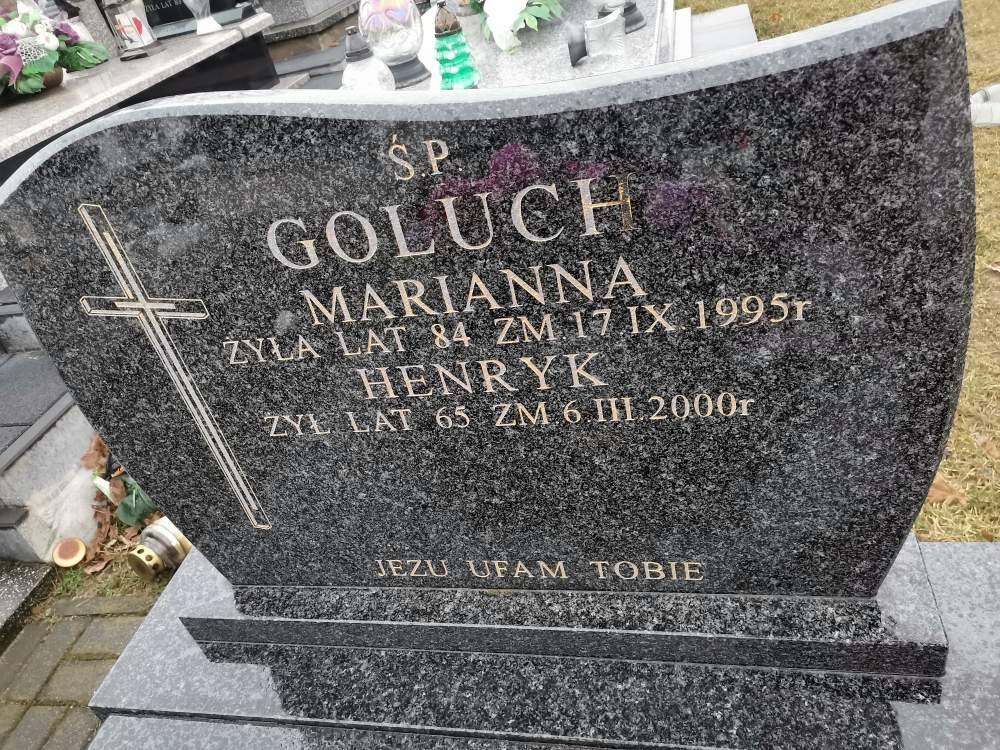 Ś.P.
GOLUCH
MARIANNA
ŻYŁA LAT 84 ZM 17 IX 1995r
HENRYK
ŻYŁ LAT 65 ZM. 6.III.2000r
JEZU UFAM TOBIE